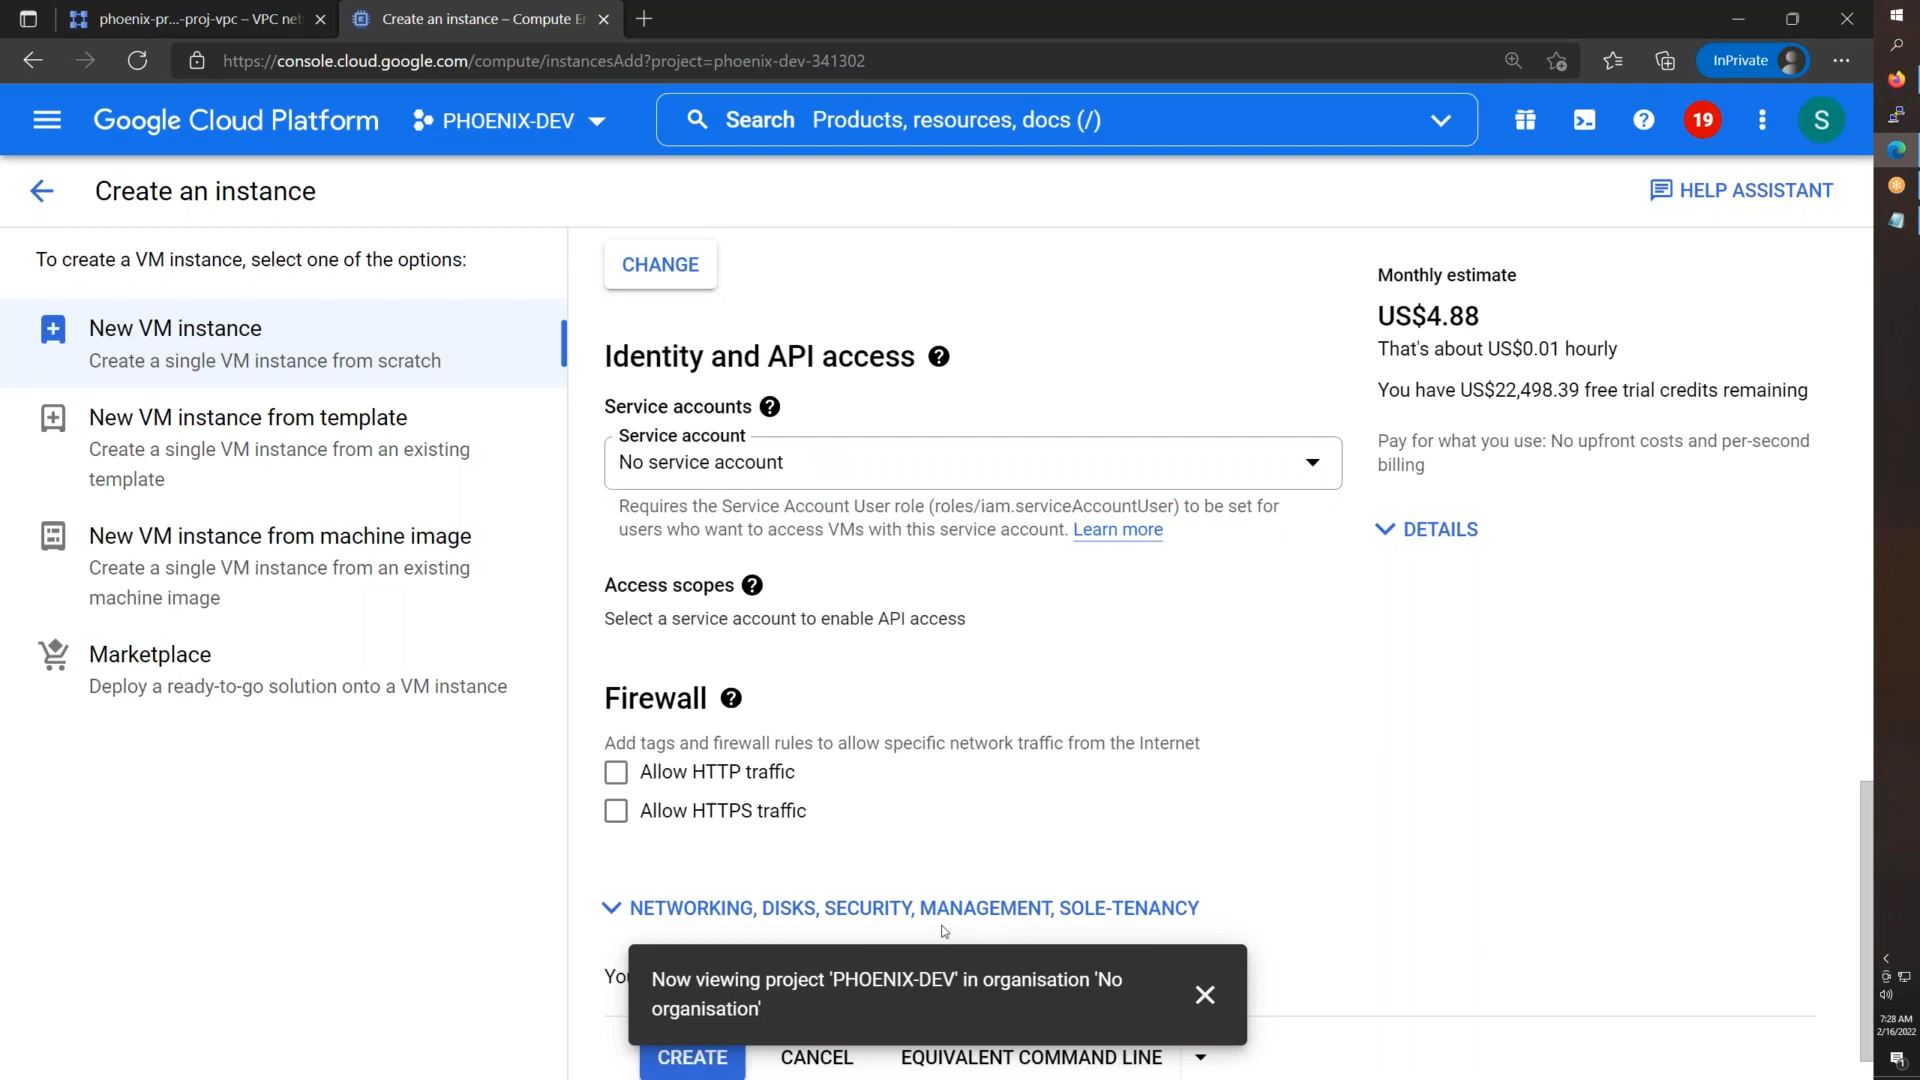 phoenix-pr...-proj-vpc – VPC net
Create an instance – Compute E
https://console.cloud.google.com/compute/instancesAdd?project=phoenix-dev-341302
InPrivate
Google Cloud Platform
PHOENIX-DEV
Search Products, resources, docs (/)
19
S
Create an instance
HELP ASSISTANT
To create a VM instance, select one of the options:
New VM instance
Create a single VM instance from scratch
New VM instance from template
Create a single VM instance from an existing
template
New VM instance from machine image
Create a single VM instance from an existing
machine image
Marketplace
Deploy a ready-to-go solution onto a VM instance
CHANGE
Identity and API access
Service accounts
Service account
No service account
Requires the Service Account User role (roles/iam.serviceAccountUser) to be set for
users who want to access VMs with this service account. Learn more
Access scopes
Select a service account to enable API access
Firewall
Add tags and firewall rules to allow specific network traffic from the Internet
Allow HTTP traffic
Allow HTTPS traffic
NETWORKING, DISKS, SECURITY, MANAGEMENT, SOLE-TENANCY
You
Now viewing project 'PHOENIX-DEV' in organisation 'No
organisation'
CREATE
CANCEL
EQUIVALENT COMMAND LINE
Monthly estimate
US$4.88
That's about US$0.01 hourly
You have US$22,498.39 free trial credits remaining
Pay for what you use: No upfront costs and per-second
billing
DETAILS
7:28 AM
2/16/2022